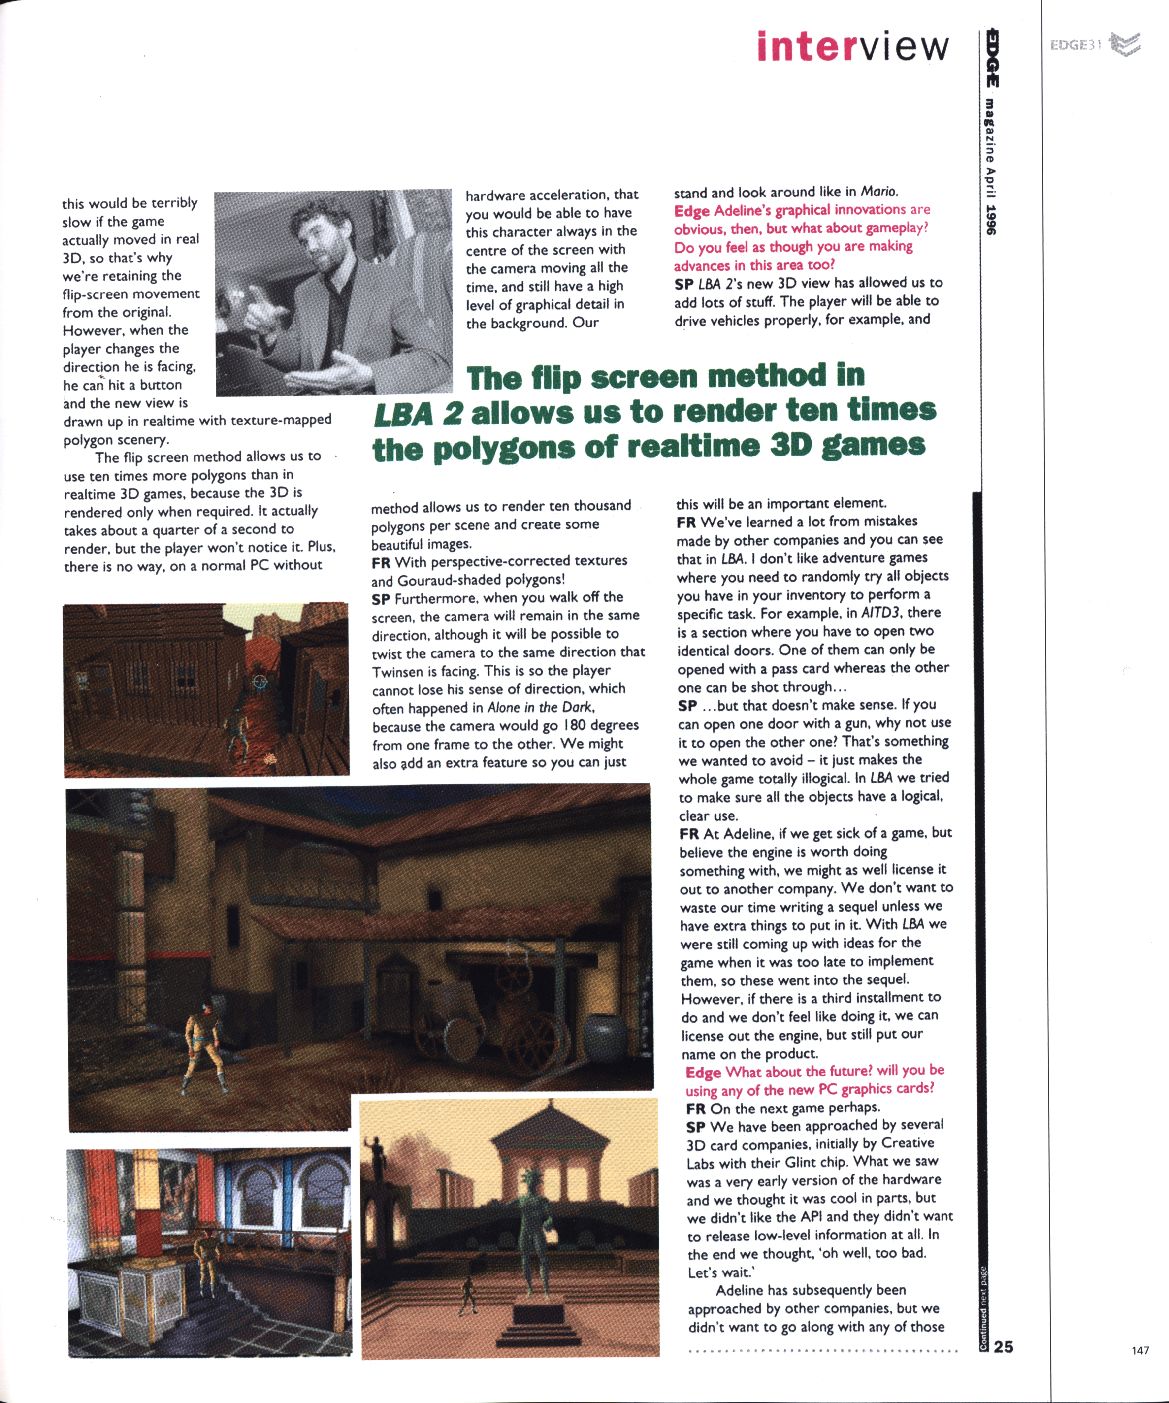 interview
EDGE magazine April 1996
EDGE31
this would be terribly
slow if the game
actually moved in real
3D, so that's why
we're retaining the
flip-screen movement
from the original.
However, when the
player changes the
direction he is facing,
he can hit a button
and the new view is
drawn up in realtime with texture-mapped
polygon scenery.
The flip screen method allows us to
use ten times more polygons than in
realtime 3D games, because the 3D is
rendered only when required. It actually
takes about a quarter of a second to
render, but the player won't notice it. Plus,
there is no way, on a normal PC without
hardware acceleration, that
you would be able to have
this character always in the
centre of the screen with
the camera moving all the
time, and still have a high
level of graphical detail in
the background. Our
The flip screen method in
LBA 2 allows us to render ten times
the polygons of realtime 3D games
method allows us to render ten thousand
polygons per scene and create some
beautiful images.
FR With perspective-corrected textures
and Gouraud-shaded polygons!
SP Furthermore, when you walk off the
screen, the camera will remain in the same
direction, although it will be possible to
twist the camera to the same direction that
Twinsen is facing. This is so the player
cannot lose his sense of direction, which
often happened in Alone in the Dark,
because the camera would go 180 degrees
from one frame to the other. We might
also add an extra feature so you can just
stand and look around like in Mario.
Edge Adeline's graphical innovations are
obvious, then, but what about gameplay?
Do you feel as though you are making
advances in this area too?
SP LBA 2's new 3D view has allowed us to
add lots of stuff. The player will be able to
drive vehicles properly, for example, and
this will be an important element.
FR We've learned a lot from mistakes
made by other companies and you can see
that in LBA. I don't like adventure games
where you need to randomly try all objects
you have in your inventory to perform a
specific task. For example, in AITD3, there
is a section where you have to open two
identical doors. One of them can only be
opened with a pass card whereas the other
one can be shot through...
SP ...but that doesn't make sense. If you
can open one door with a gun, why not use
it to open the other one? That's something
we wanted to avoid – it just makes the
whole game totally illogical. In LBA we tried
to make sure all the objects have a logical,
clear use.
FR At Adeline, if we get sick of a game, but
believe the engine is worth doing
something with, we might as well license it
out to another company. We don't want to
waste our time writing a sequel unless we
have extra things to put in it. With LBA we
were still coming up with ideas for the
game when it was too late to implement
them, so these went into the sequel.
However, if there is a third installment to
do and we don't feel like doing it, we can
license out the engine, but still put our
name on the product.
Edge What about the future? will you be
using any of the new PC graphics cards?
FR On the next game perhaps.
SP We have been approached by several
3D card companies, initially by Creative
Labs with their Glint chip. What we saw
was a very early version of the hardware
and we thought it was cool in parts, but
we didn't like the API and they didn't want
to release low-level information at all. In
the end we thought, 'oh well, too bad.
Let's wait.'
Adeline has subsequently been
approached by other companies, but we
didn't want to go along with any of those
Continued next page
25
147